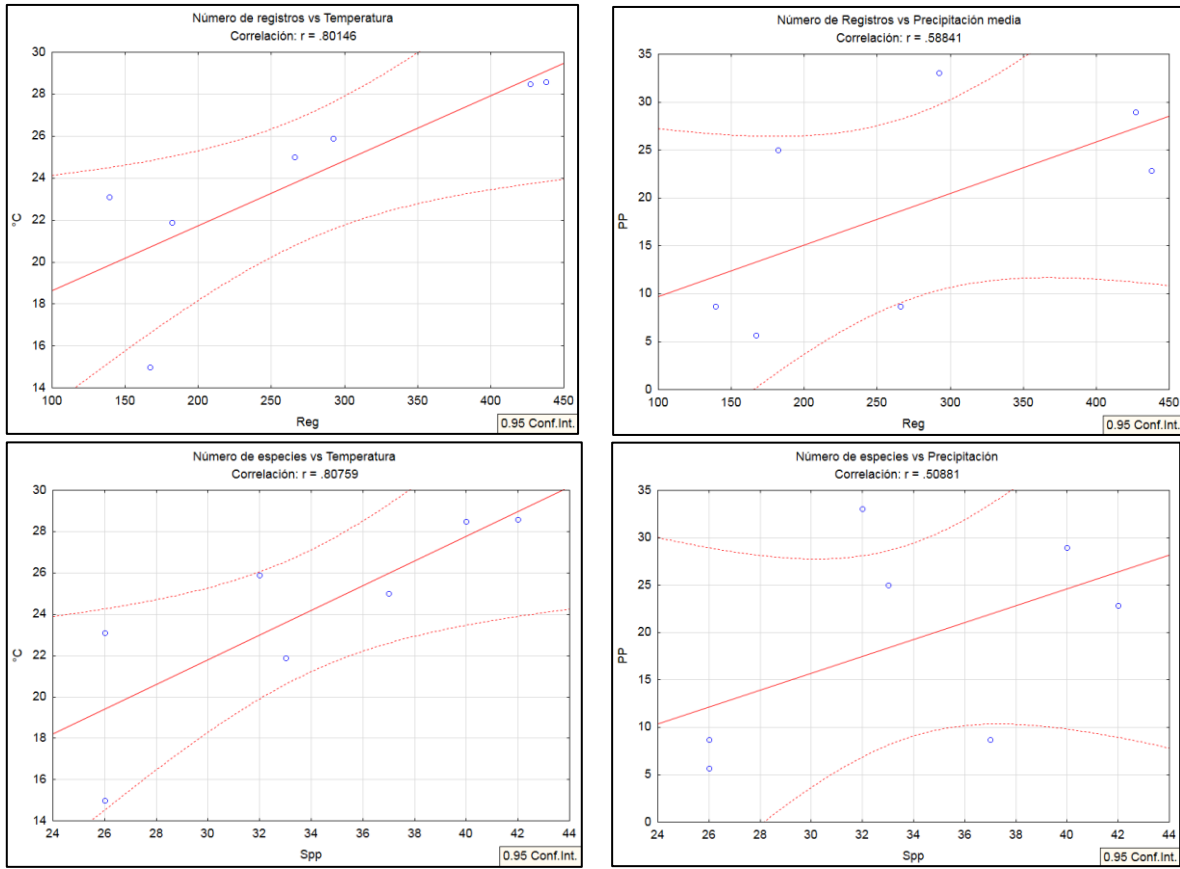 Número de registros vs Temperatura
Correlación: r = .80146
30
28
26
24
22
20
18
16
14
°C
100 150 200 250 300 350 400 450
Reg
0.95 Conf.Int.
Número de Registros vs Precipitación media
Correlación: r = .58841
35
30
25
20
15
10
5
0
PP
100 150 200 250 300 350 400 450
Reg
0.95 Conf.Int.
Número de especies vs Temperatura
Correlación: r = .80759
30
28
26
24
22
20
18
16
14
°C
24 26 28 30 32 34 36 38 40 42 44
Spp
0.95 Conf.Int.
Número de especies vs Precipitación
Correlación: r = .50881
35
30
25
20
15
10
5
0
PP
24 26 28 30 32 34 36 38 40 42 44
Spp
0.95 Conf.Int.